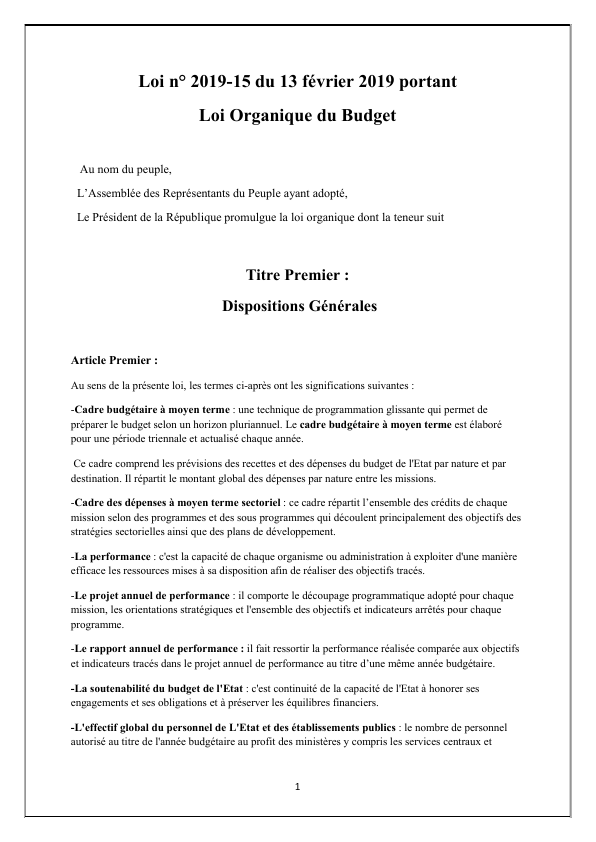 Loi n° 2019-15 du 13 février 2019 portant
Loi Organique du Budget
Au nom du peuple,
L’Assemblée des Représentants du Peuple ayant adopté,
Le Président de la République promulgue la loi organique dont la teneur suit
Titre Premier :
Dispositions Générales
Article Premier :
Au sens de la présente loi, les termes ci-après ont les significations suivantes :
-Cadre budgétaire à moyen terme : une technique de programmation glissante qui permet de
préparer le budget selon un horizon pluriannuel. Le cadre budgétaire à moyen terme est élaboré
pour une période triennale et actualisé chaque année.
Ce cadre comprend les prévisions des recettes et des dépenses du budget de l'Etat par nature et par
destination. Il répartit le montant global des dépenses par nature entre les missions.
-Cadre des dépenses à moyen terme sectoriel : ce cadre répartit l’ensemble des crédits de chaque
mission selon des programmes et des sous programmes qui découlent principalement des objectifs des
stratégies sectorielles ainsi que des plans de développement.
-La performance : c'est la capacité de chaque organisme ou administration à exploiter d'une manière
efficace les ressources mises à sa disposition afin de réaliser des objectifs tracés.
-Le projet annuel de performance : il comporte le découpage programmatique adopté pour chaque
mission, les orientations stratégiques et l'ensemble des objectifs et indicateurs arrêtés pour chaque
programme.
-Le rapport annuel de performance : il fait ressortir la performance réalisée comparée aux objectifs
et indicateurs tracés dans le projet annuel de performance au titre d’une même année budgétaire.
-La soutenabilité du budget de l'Etat : c'est continuité de la capacité de l'Etat à honorer ses
engagements et ses obligations et à préserver les équilibres financiers.
-L'effectif global du personnel de L'Etat et des établissements publics : le nombre de personnel
autorisé au titre de l'année budgétaire au profit des ministères y compris les services centraux et
1